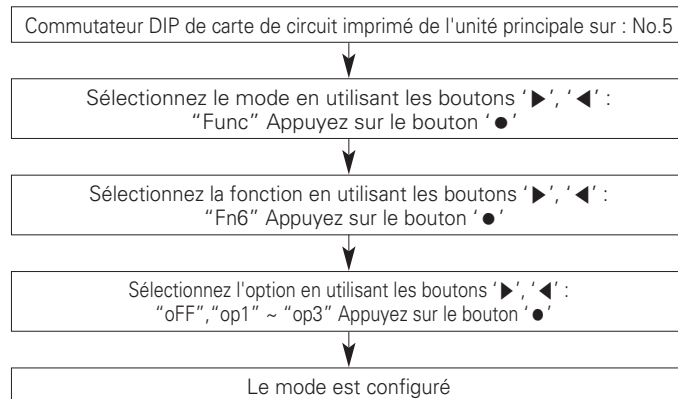 Commutateur DIP de carte de circuit imprimé de l'unité principale sur : No.5
Sélectionnez le mode en utilisant les boutons ‘▶’, ‘◀’ :
“Func” Appuyez sur le bouton ‘●’
Sélectionnez la fonction en utilisant les boutons ‘▶’, ‘◀’ :
“Fn6” Appuyez sur le bouton ‘●’
Sélectionnez l'option en utilisant les boutons ‘▶’, ‘◀’ :
“oFF”,“op1” ~ “op3” Appuyez sur le bouton ‘●’
Le mode est configuré